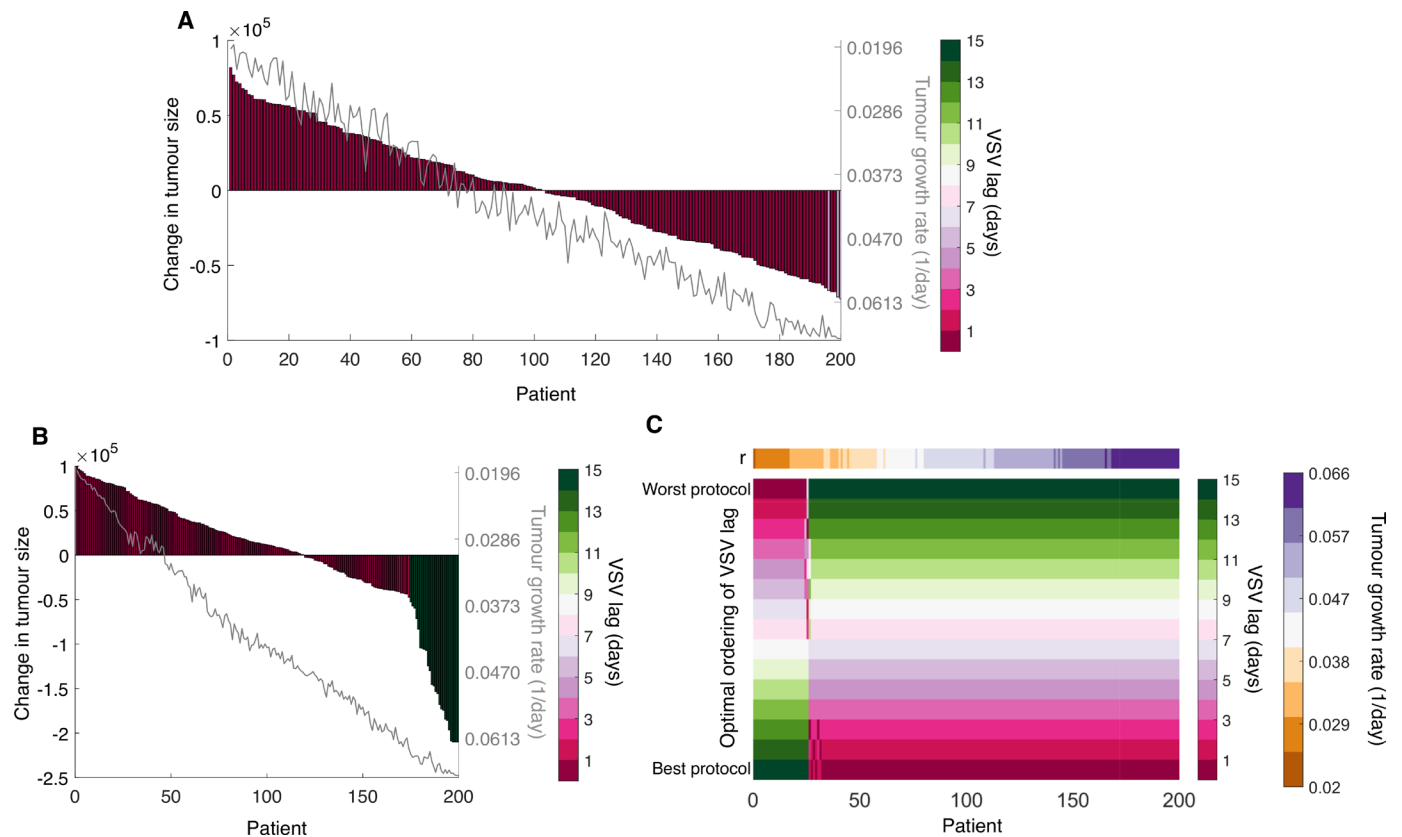 A
×10^5
1
0.5
0
-0.5
-1
Change in tumour size
0 20 40 60 80 100 120 140 160 180 200
Patient
0.0196
0.0286
0.0373
0.0470
0.0613
Tumour growth rate (1/day)
15
13
11
9
7
5
3
1
VSV lag (days)
B
×10^5
1
0.5
0
-0.5
-1
-1.5
-2
-2.5
Change in tumour size
0 50 100 150 200
Patient
0.0196
0.0286
0.0373
0.0470
0.0613
Tumour growth rate (1/day)
15
13
11
9
7
5
3
1
VSV lag (days)
C
r
Worst protocol
Optimal ordering of VSV lag
Best protocol
0 50 100 150 200
Patient
15
13
11
9
7
5
3
1
VSV lag (days)
0.066
0.057
0.047
0.038
0.029
0.02
Tumour growth rate (1/day)